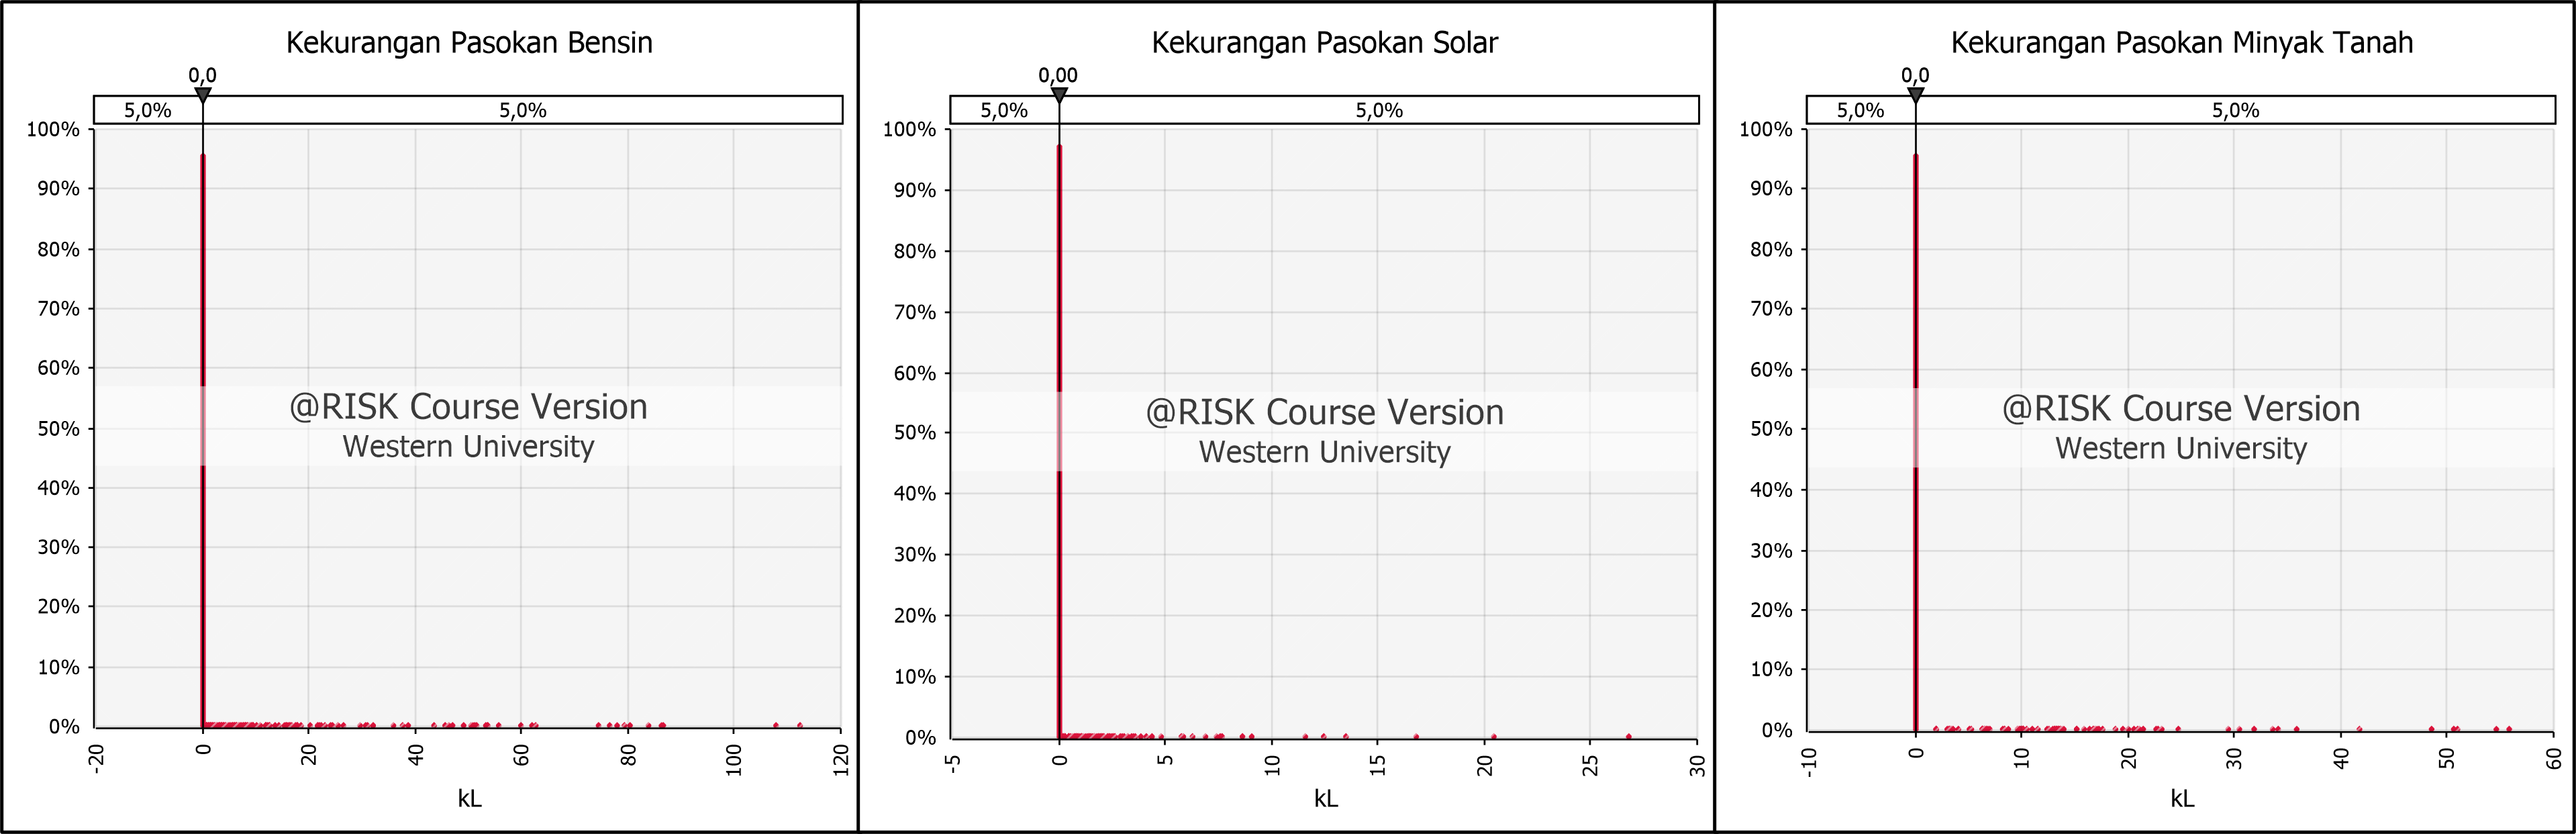 Kekurangan Pasokan Bensin
0,0
5,0% 5,0%
100%
90%
80%
70%
60%
50%
40%
30%
20%
10%
0%
@RISK Course Version
Western University
-20 0 20 40 60 80 100 120
kL
Kekurangan Pasokan Solar
0,00
5,0% 5,0%
100%
90%
80%
70%
60%
50%
40%
30%
20%
10%
0%
@RISK Course Version
Western University
-5 0 5 10 15 20 25 30
kL
Kekurangan Pasokan Minyak Tanah
0,0
5,0% 5,0%
100%
90%
80%
70%
60%
50%
40%
30%
20%
10%
0%
@RISK Course Version
Western University
-10 0 10 20 30 40 50 60
kL